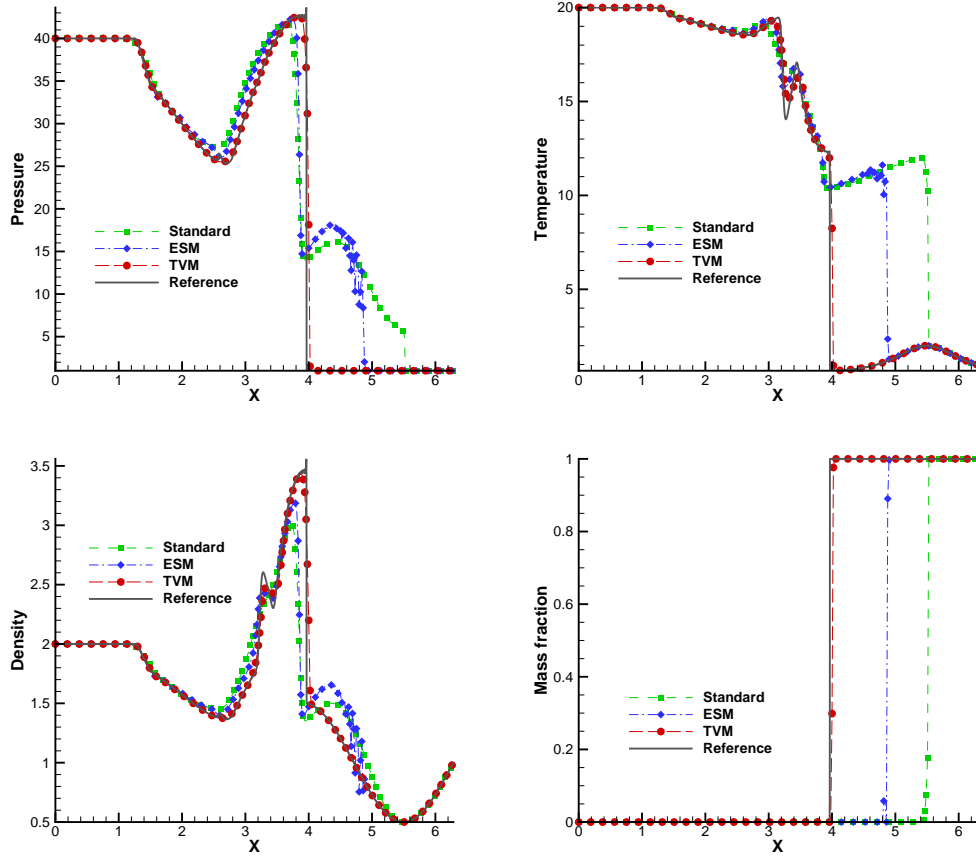 40
35
30
25
20
15
10
5
Pressure
Standard
ESM
TVM
Reference
0 1 2 3 4 5 6
X
20
15
10
5
Temperature
Standard
ESM
TVM
Reference
0 1 2 3 4 5 6
X
3.5
3
2.5
2
1.5
1
0.5
Density
Standard
ESM
TVM
Reference
0 1 2 3 4 5 6
X
1
0.8
0.6
0.4
0.2
0
Mass fraction
Standard
ESM
TVM
Reference
0 1 2 3 4 5 6
X